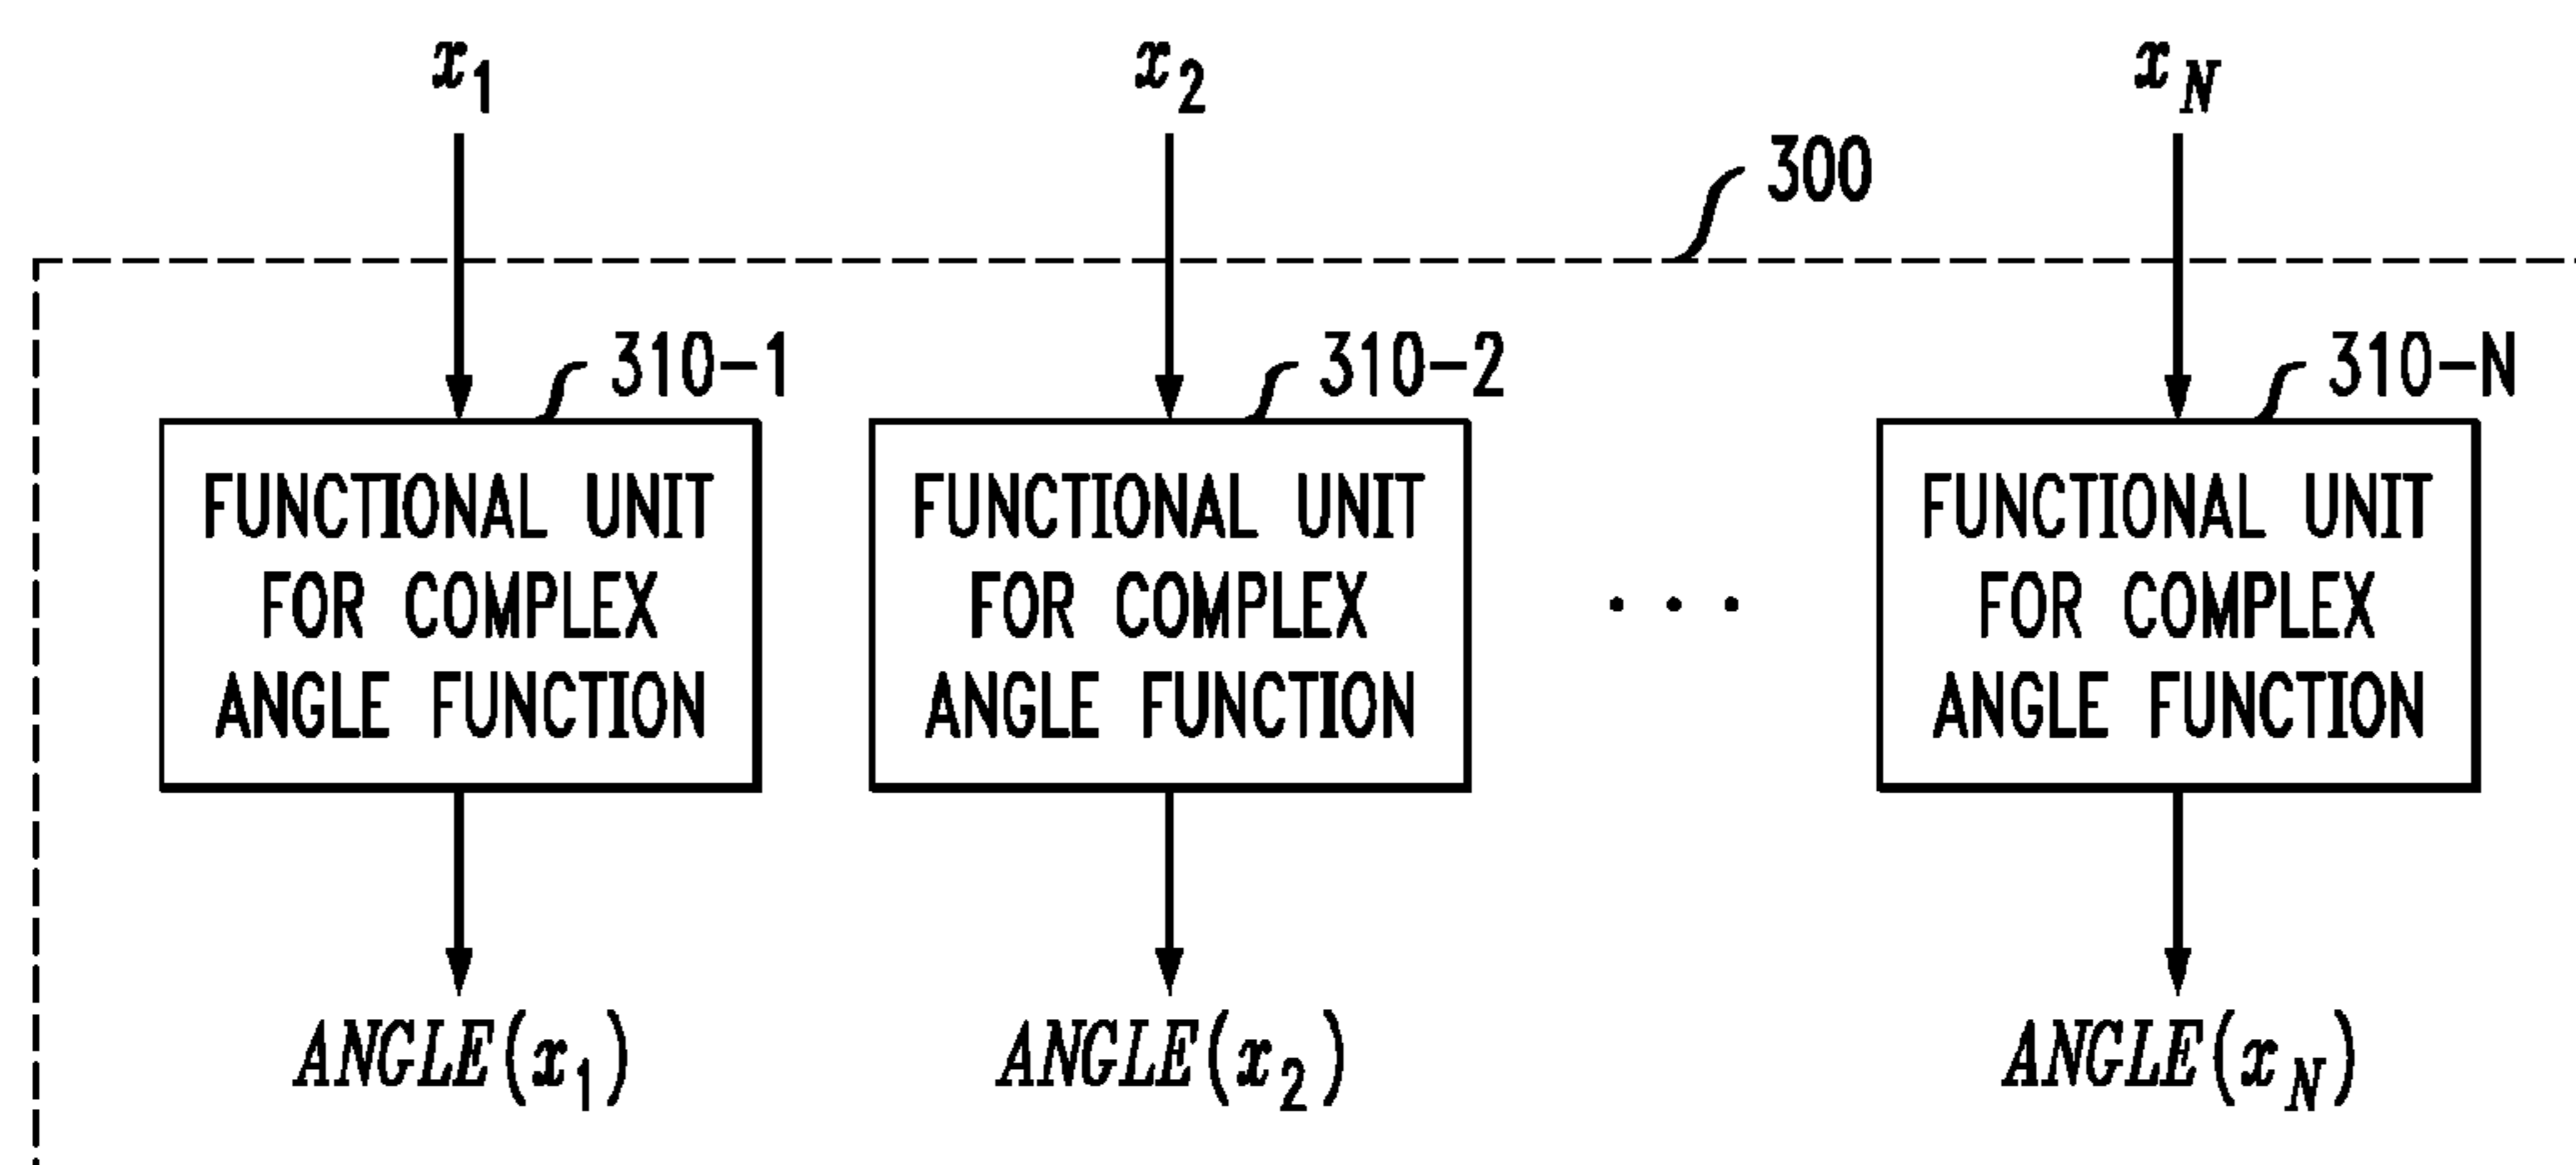 x1 x2 xN
300
310-1 310-2 310-N
FUNCTIONAL UNIT
FOR COMPLEX
ANGLE FUNCTION
FUNCTIONAL UNIT
FOR COMPLEX
ANGLE FUNCTION
. . .
FUNCTIONAL UNIT
FOR COMPLEX
ANGLE FUNCTION
ANGLE(x1) ANGLE(x2) ANGLE(xN)